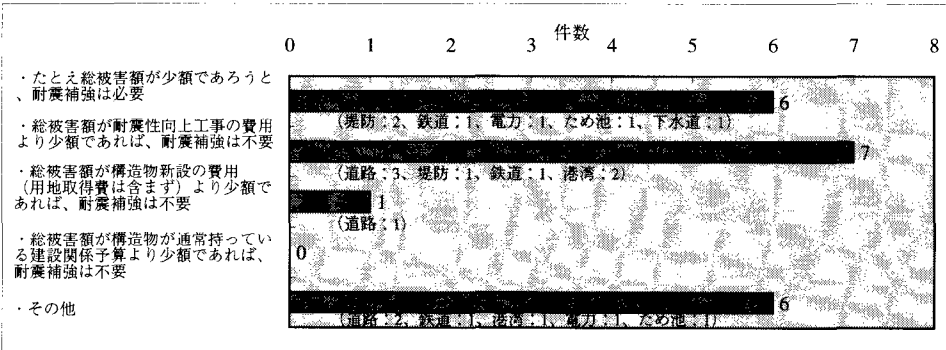 件数
0 1 2 3 4 5 6 7 8
・たとえ総被害額が少額であろうと
、耐震補強は必要
6
(堤防：2、鉄道：1、電力：1、ため池：1、下水道：1)
・総被害額が耐震性向上工事の費用
より少額であれば、耐震補強は不要
7
(道路：3、堤防：1、鉄道：1、港湾：2)
・総被害額が構造物新設の費用
(用地取得費は含まず)より少額で
あれば、耐震補強は不要
1
(道路：1)
・総被害額が構造物が通常持ってい
る建設関係予算より少額であれば、
耐震補強は不要
0
・その他
6
(道路：2、鉄道：1、港湾：1、電力：1、ため池：1)